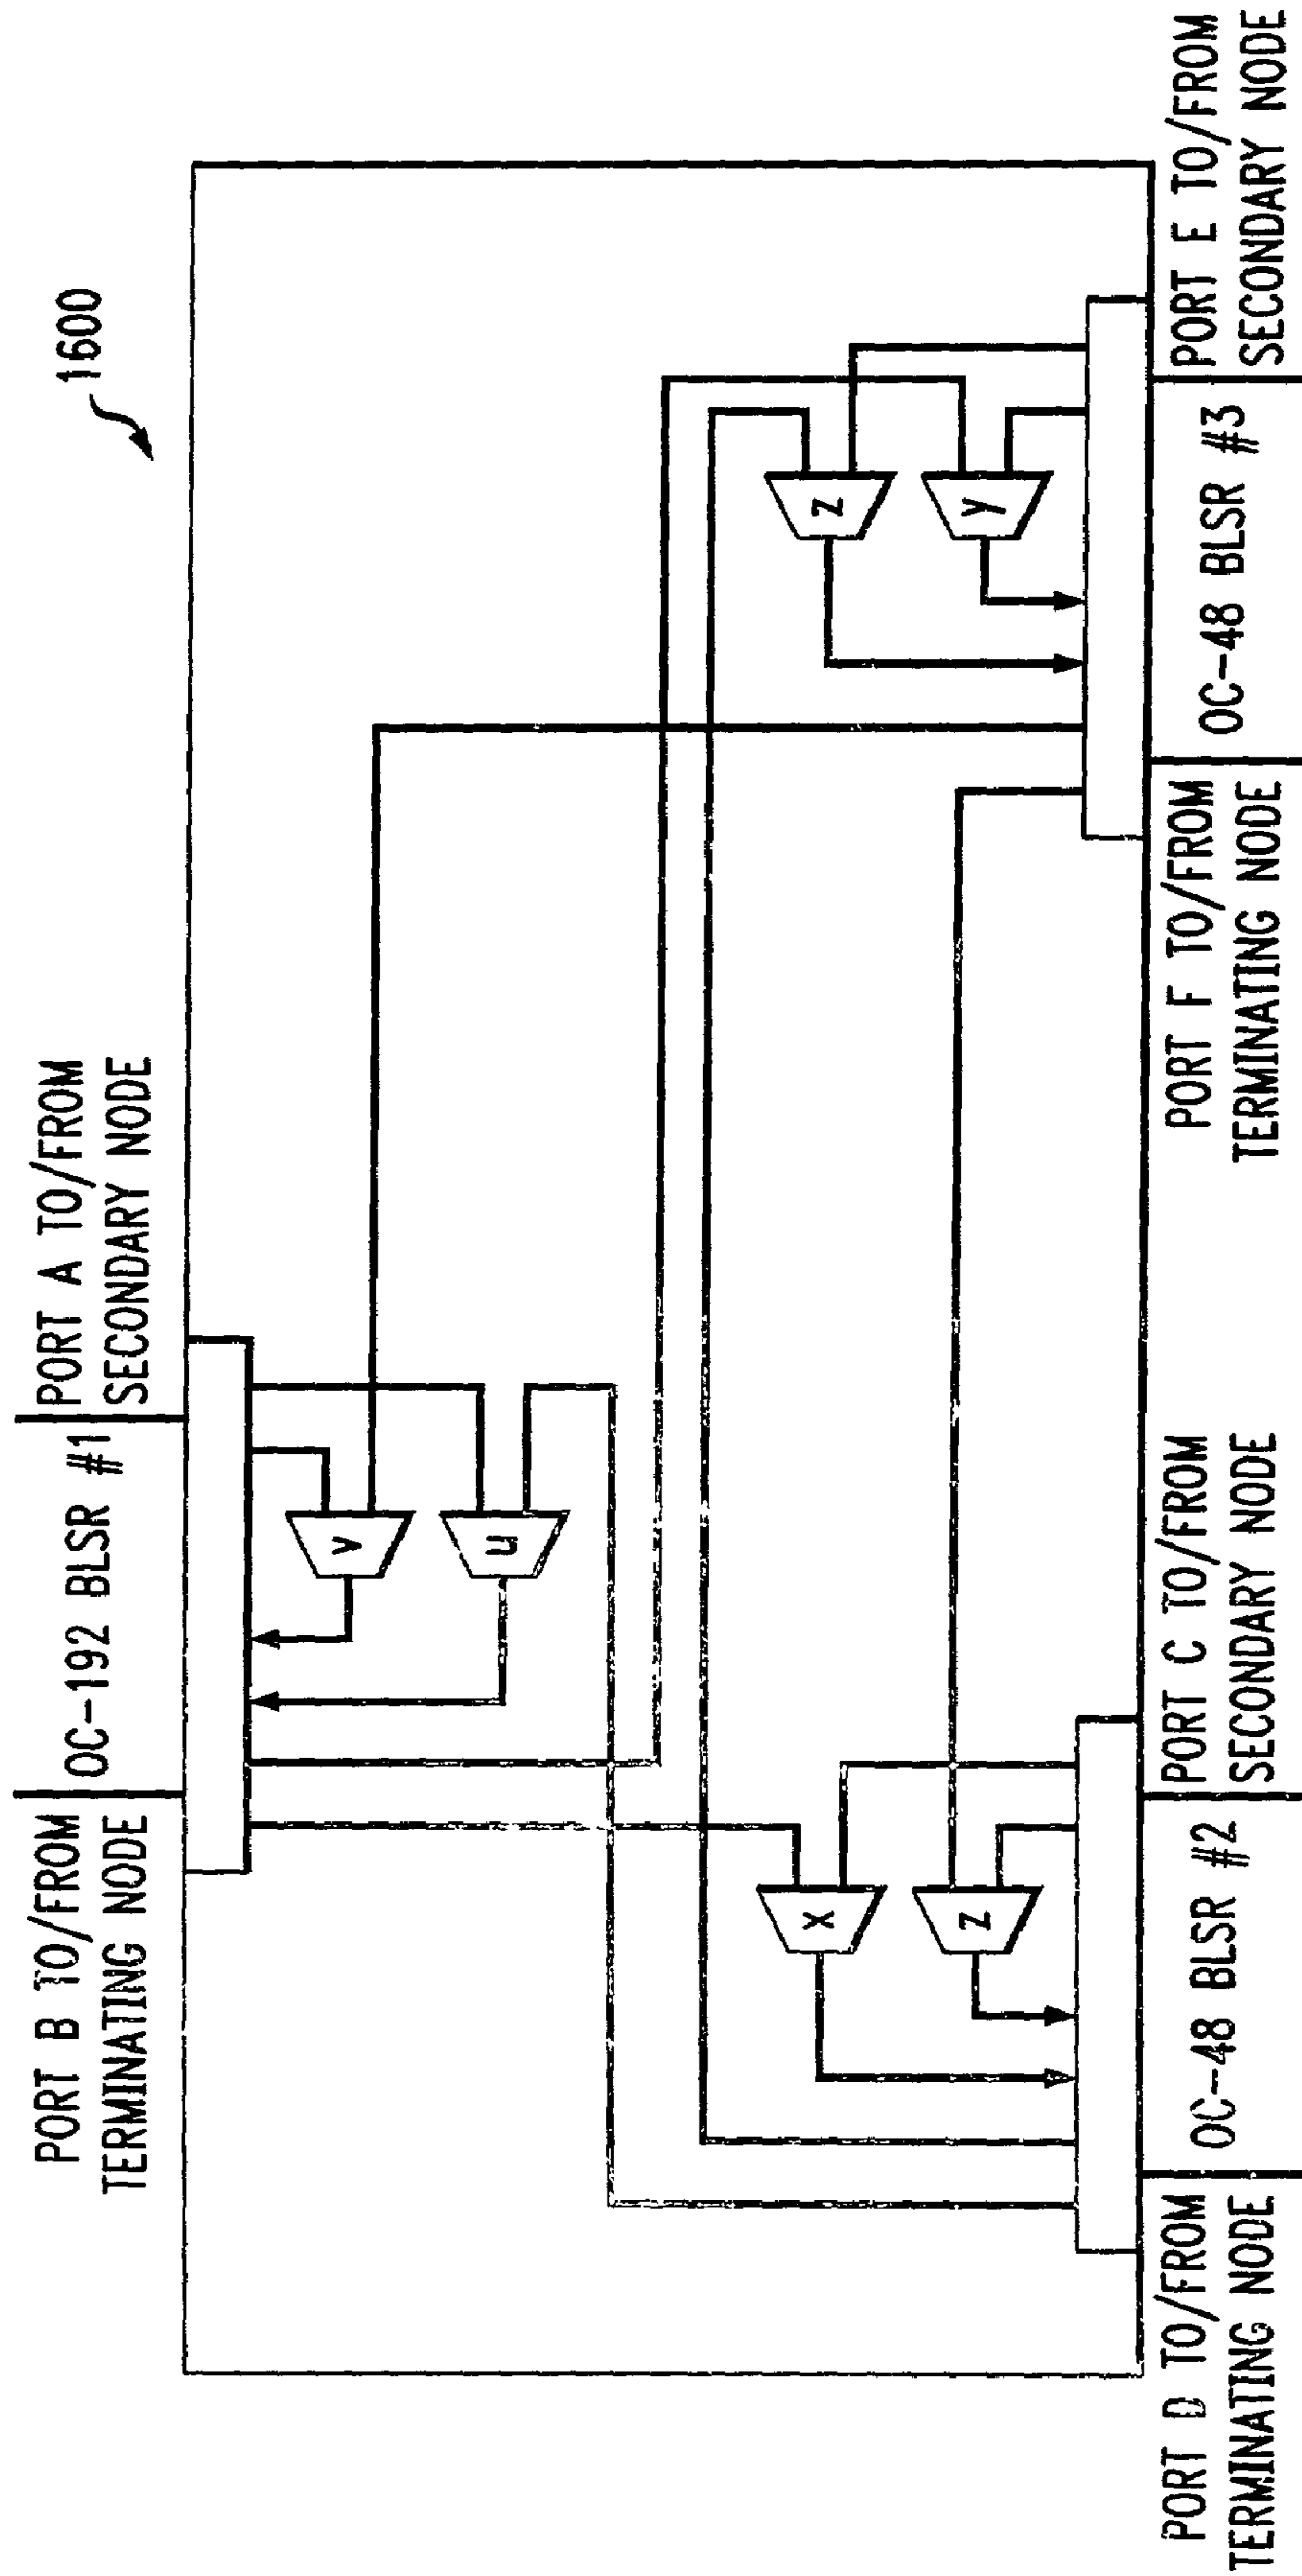 1600
PORT B TO/FROM
TERMINATING NODE
OC-192 BLSR #1
PORT A TO/FROM
SECONDARY NODE
v
u
x
z
z
y
PORT D TO/FROM
TERMINATING NODE
OC-48 BLSR #2
PORT C TO/FROM
SECONDARY NODE
PORT F TO/FROM
TERMINATING NODE
OC-48 BLSR #3
PORT E TO/FROM
SECONDARY NODE